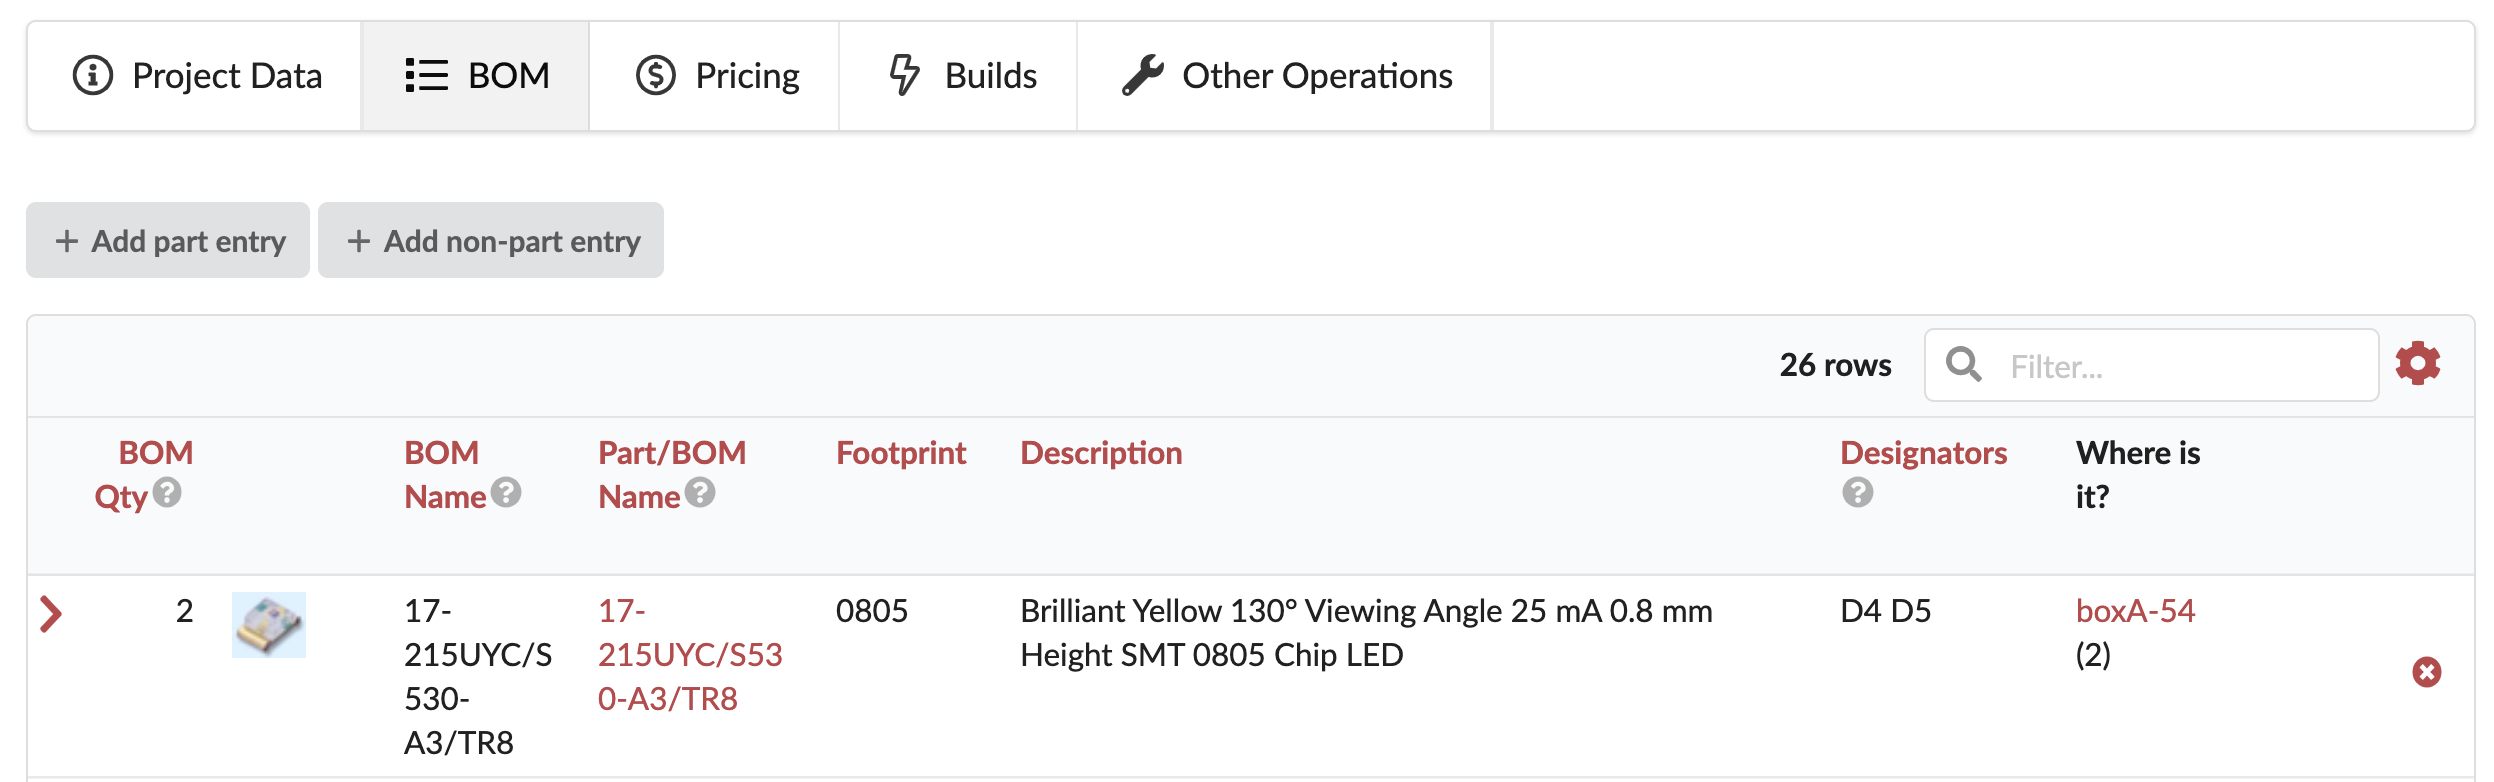 Project Data BOM Pricing Builds Other Operations
+ Add part entry + Add non-part entry
26 rows Filter...
BOM Qty
BOM Name
Part/BOM Name
Footprint
Description
Designators
Where is it?
2
17-
215UYC/S
530-
A3/TR8
17-
215UYC/S53
0-A3/TR8
0805
Brilliant Yellow 130° Viewing Angle 25 mA 0.8 mm
Height SMT 0805 Chip LED
D4 D5
boxA-54
(2)